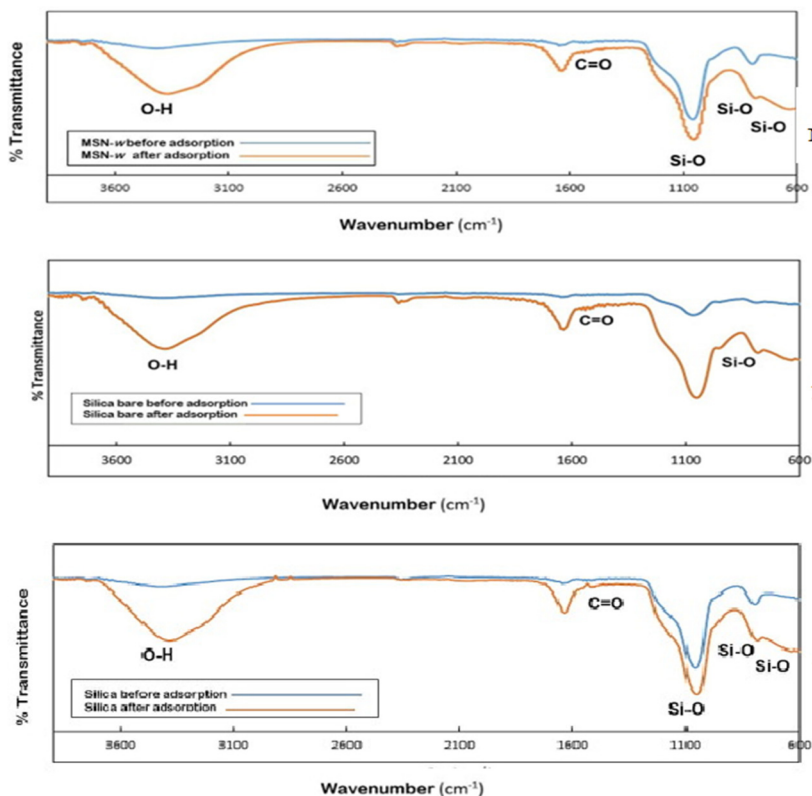 % Transmittance
O-H
C=O
Si-O
Si-O
Si-O
MSN-w before adsorption
MSN-w after adsorption
3600 3100 2600 2100 1600 1100 600
Wavenumber (cm⁻¹)
% Transmittance
O-H
C=O
Si-O
Silica bare before adsorption
Silica bare after adsorption
3600 3100 2600 2100 1600 1100 600
Wavenumber (cm⁻¹)
% Transmittance
O-H
C=O
Si-O
Si-O
Si-O
Silica before adsorption
Silica after adsorption
3600 3100 2600 2100 1600 1100 600
Wavenumber (cm⁻¹)